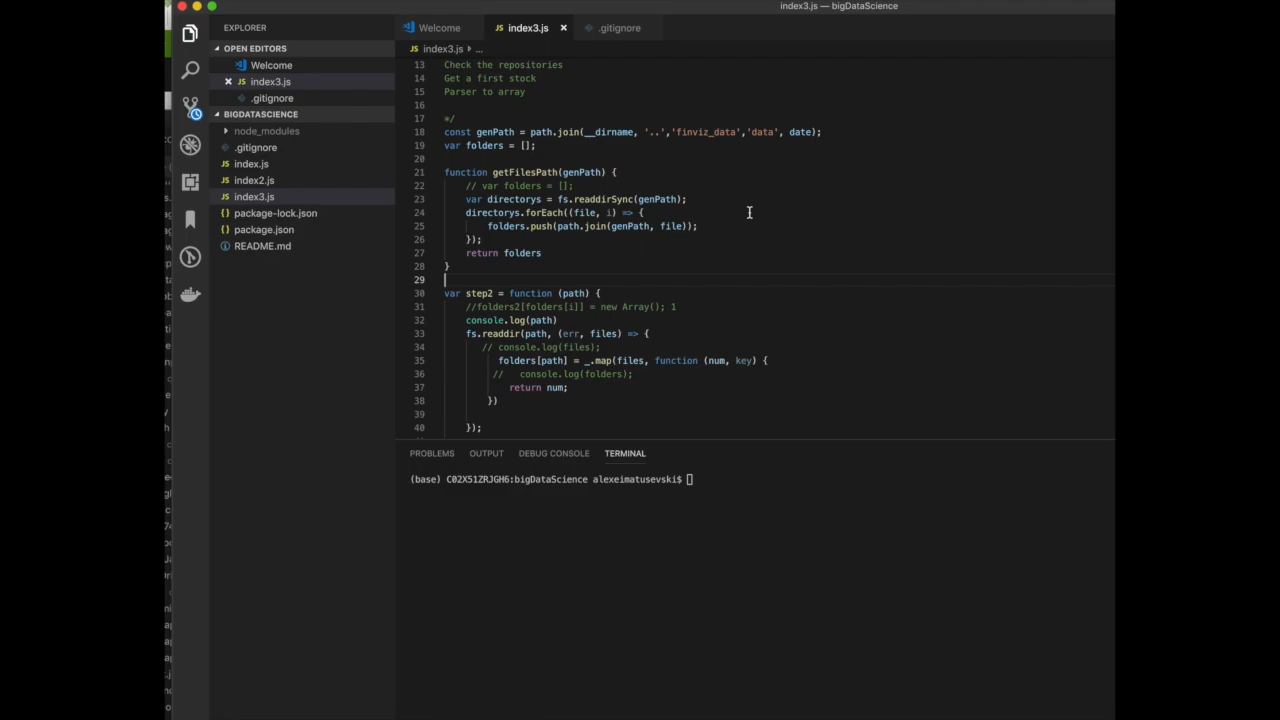 index3.js — bigDataScience
EXPLORER
OPEN EDITORS
Welcome
index3.js
.gitignore
BIGDATASCIENCE
node_modules
.gitignore
index.js
index2.js
index3.js
package-lock.json
package.json
README.md
Welcome
index3.js
.gitignore
index3.js ...
13 Check the repositories
14 Get a first stock
15 Parser to array
16
17 */
18 const genPath = path.join(__dirname, '..','finviz_data','data', date);
19 var folders = [];
20
21 function getFilesPath(genPath) {
22 // var folders = [];
23 var directorys = fs.readdirSync(genPath);
24 directorys.forEach((file, i) => {
25 folders.push(path.join(genPath, file));
26 });
27 return folders
28 }
29
30 var step2 = function (path) {
31 //folders2[folders[i]] = new Array(); 1
32 console.log(path)
33 fs.readdir(path, (err, files) => {
34 // console.log(files);
35 folders[path] = _.map(files, function (num, key) {
36 // console.log(folders);
37 return num;
38 })
39
40 });
PROBLEMS OUTPUT DEBUG CONSOLE TERMINAL
(base) C02X51ZRJGH6:bigDataScience alexeimatusevski$